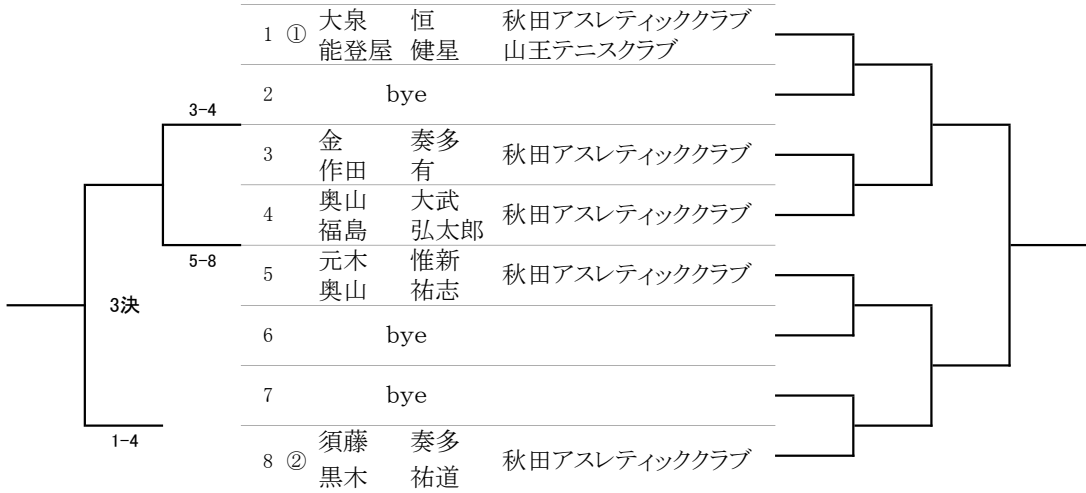 1 ① 大泉 恒 秋田アスレティッククラブ
能登屋 健星 山王テニスクラブ
2 bye
3-4
3 金 奏多 秋田アスレティッククラブ
作田 有
4 奥山 大武 秋田アスレティッククラブ
福島 弘太郎
5-8
5 元木 惟新 秋田アスレティッククラブ
奥山 祐志
3決
6 bye
7 bye
1-4
8 ② 須藤 奏多 秋田アスレティッククラブ
黒木 祐道